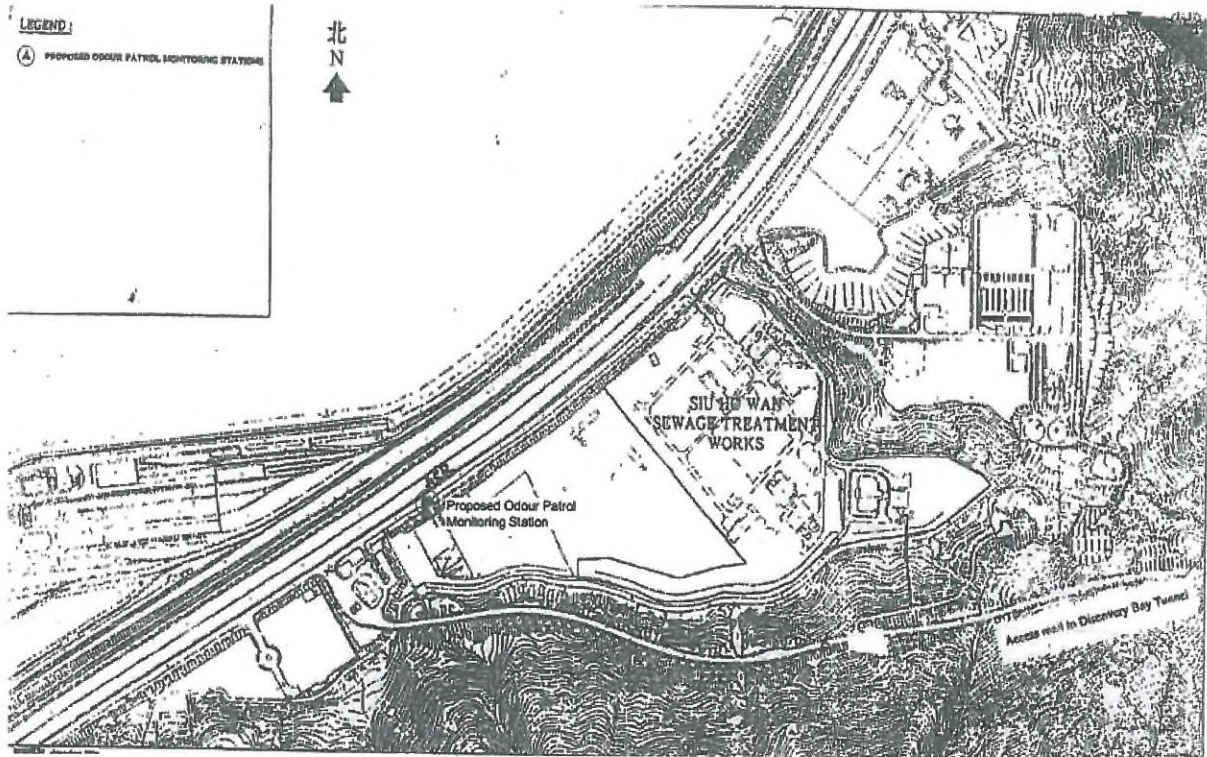 LEGEND:
A PROPOSED ODOUR PATROL MONITORING STATIONS
北
N
SIU HO WAN
SEWAGE TREATMENT
WORKS
Proposed Odour Patrol
Monitoring Station
Access road to Discovery Bay Tunnel